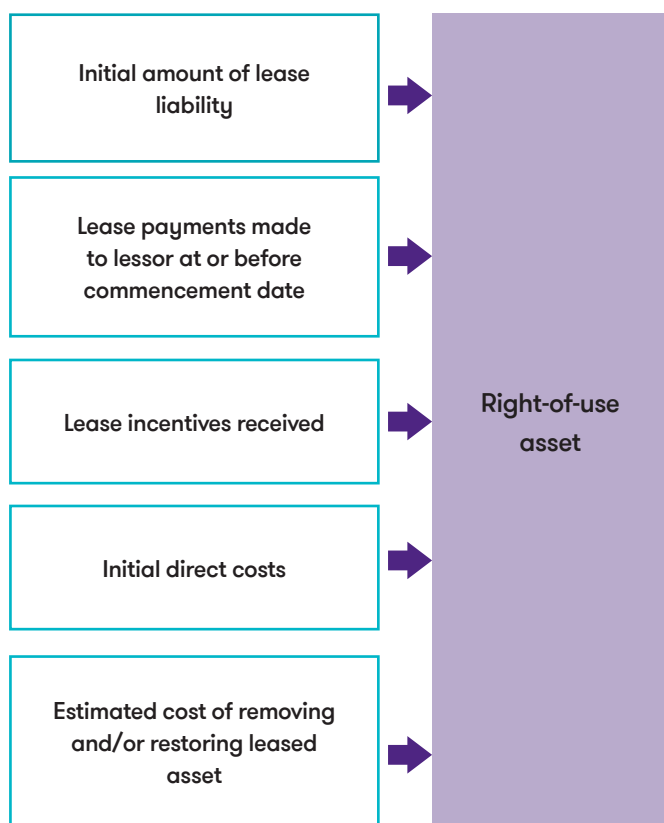 Initial amount of lease
liability
Lease payments made
to lessor at or before
commencement date
Lease incentives received
Right-of-use
asset
Initial direct costs
Estimated cost of removing
and/or restoring leased
asset